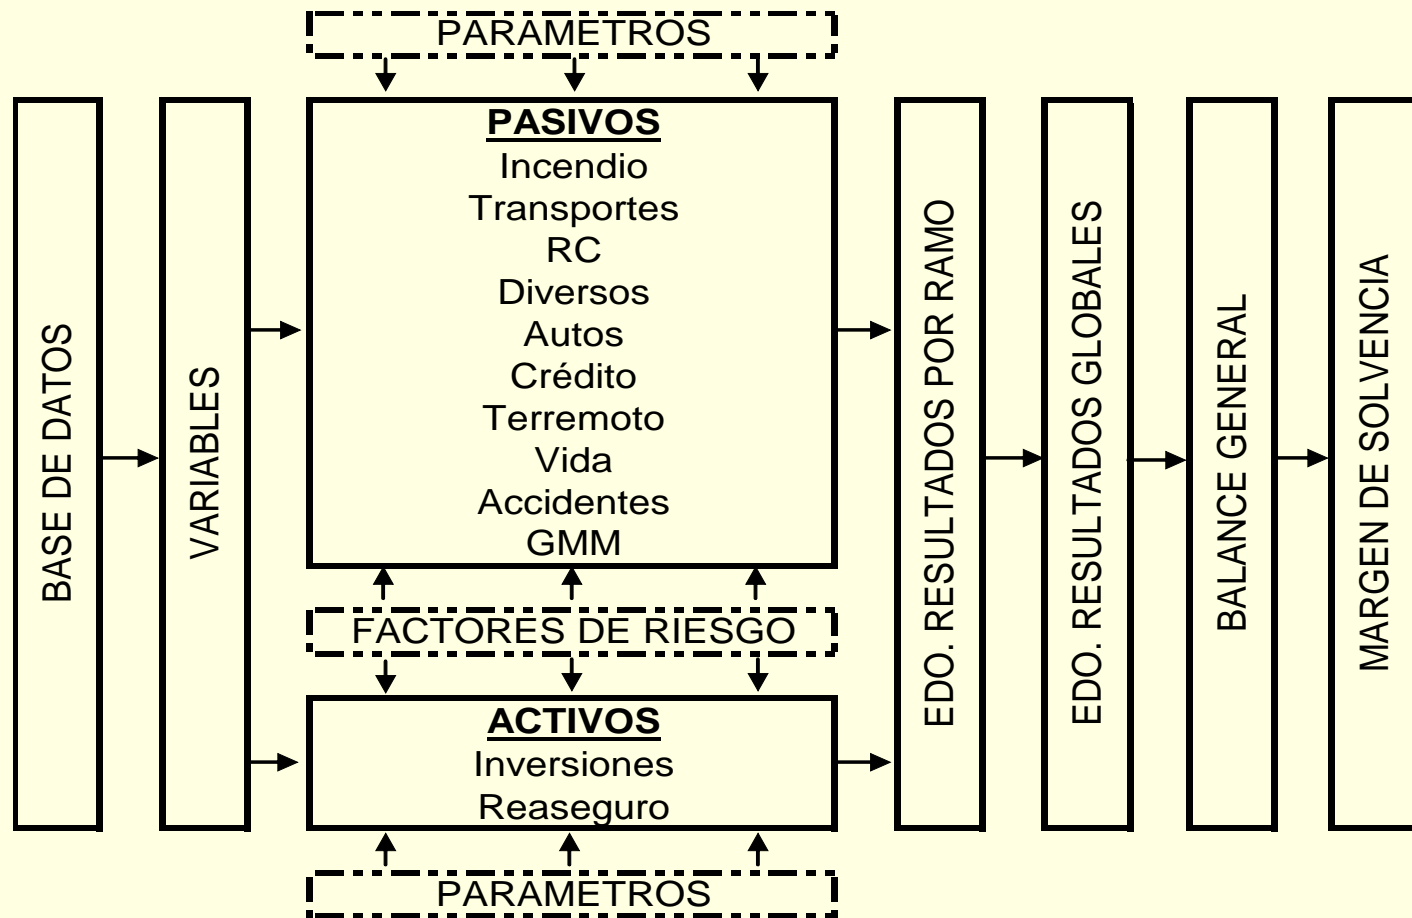 PARAMETROS
BASE DE DATOS
VARIABLES
PASIVOS
Incendio
Transportes
RC
Diversos
Autos
Crédito
Terremoto
Vida
Accidentes
GMM
FACTORES DE RIESGO
ACTIVOS
Inversiones
Reaseguro
PARAMETROS
EDO. RESULTADOS POR RAMO
EDO. RESULTADOS GLOBALES
BALANCE GENERAL
MARGEN DE SOLVENCIA